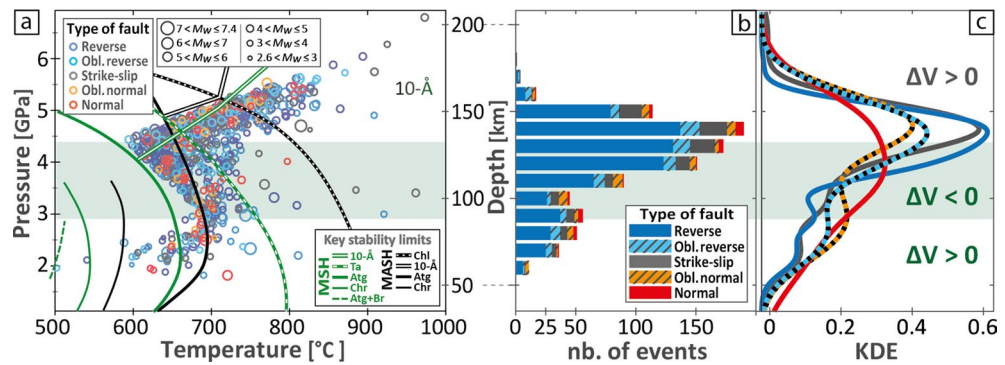 a
Type of fault
Reverse
Obl. reverse
Strike-slip
Obl. normal
Normal
7 < Mw ≤ 7.4
6 < Mw ≤ 7
5 < Mw ≤ 6
4 < Mw ≤ 5
3 < Mw ≤ 4
2.6 < Mw ≤ 3
10-Å
Pressure [GPa]
6
5
4
3
2
500
600
700
800
900
1000
Temperature [°C]
Key stability limits
MSH
10-Å
Ta
Atg
Chr
Atg+Br
MASH
Chl
10-Å
Atg
Chr
200
150
100
50
Depth [km]
b
Type of fault
Reverse
Obl. reverse
Strike-slip
Obl. normal
Normal
0
25
50
100
150
nb. of events
c
ΔV > 0
ΔV < 0
ΔV > 0
0
0.2
0.4
0.6
KDE